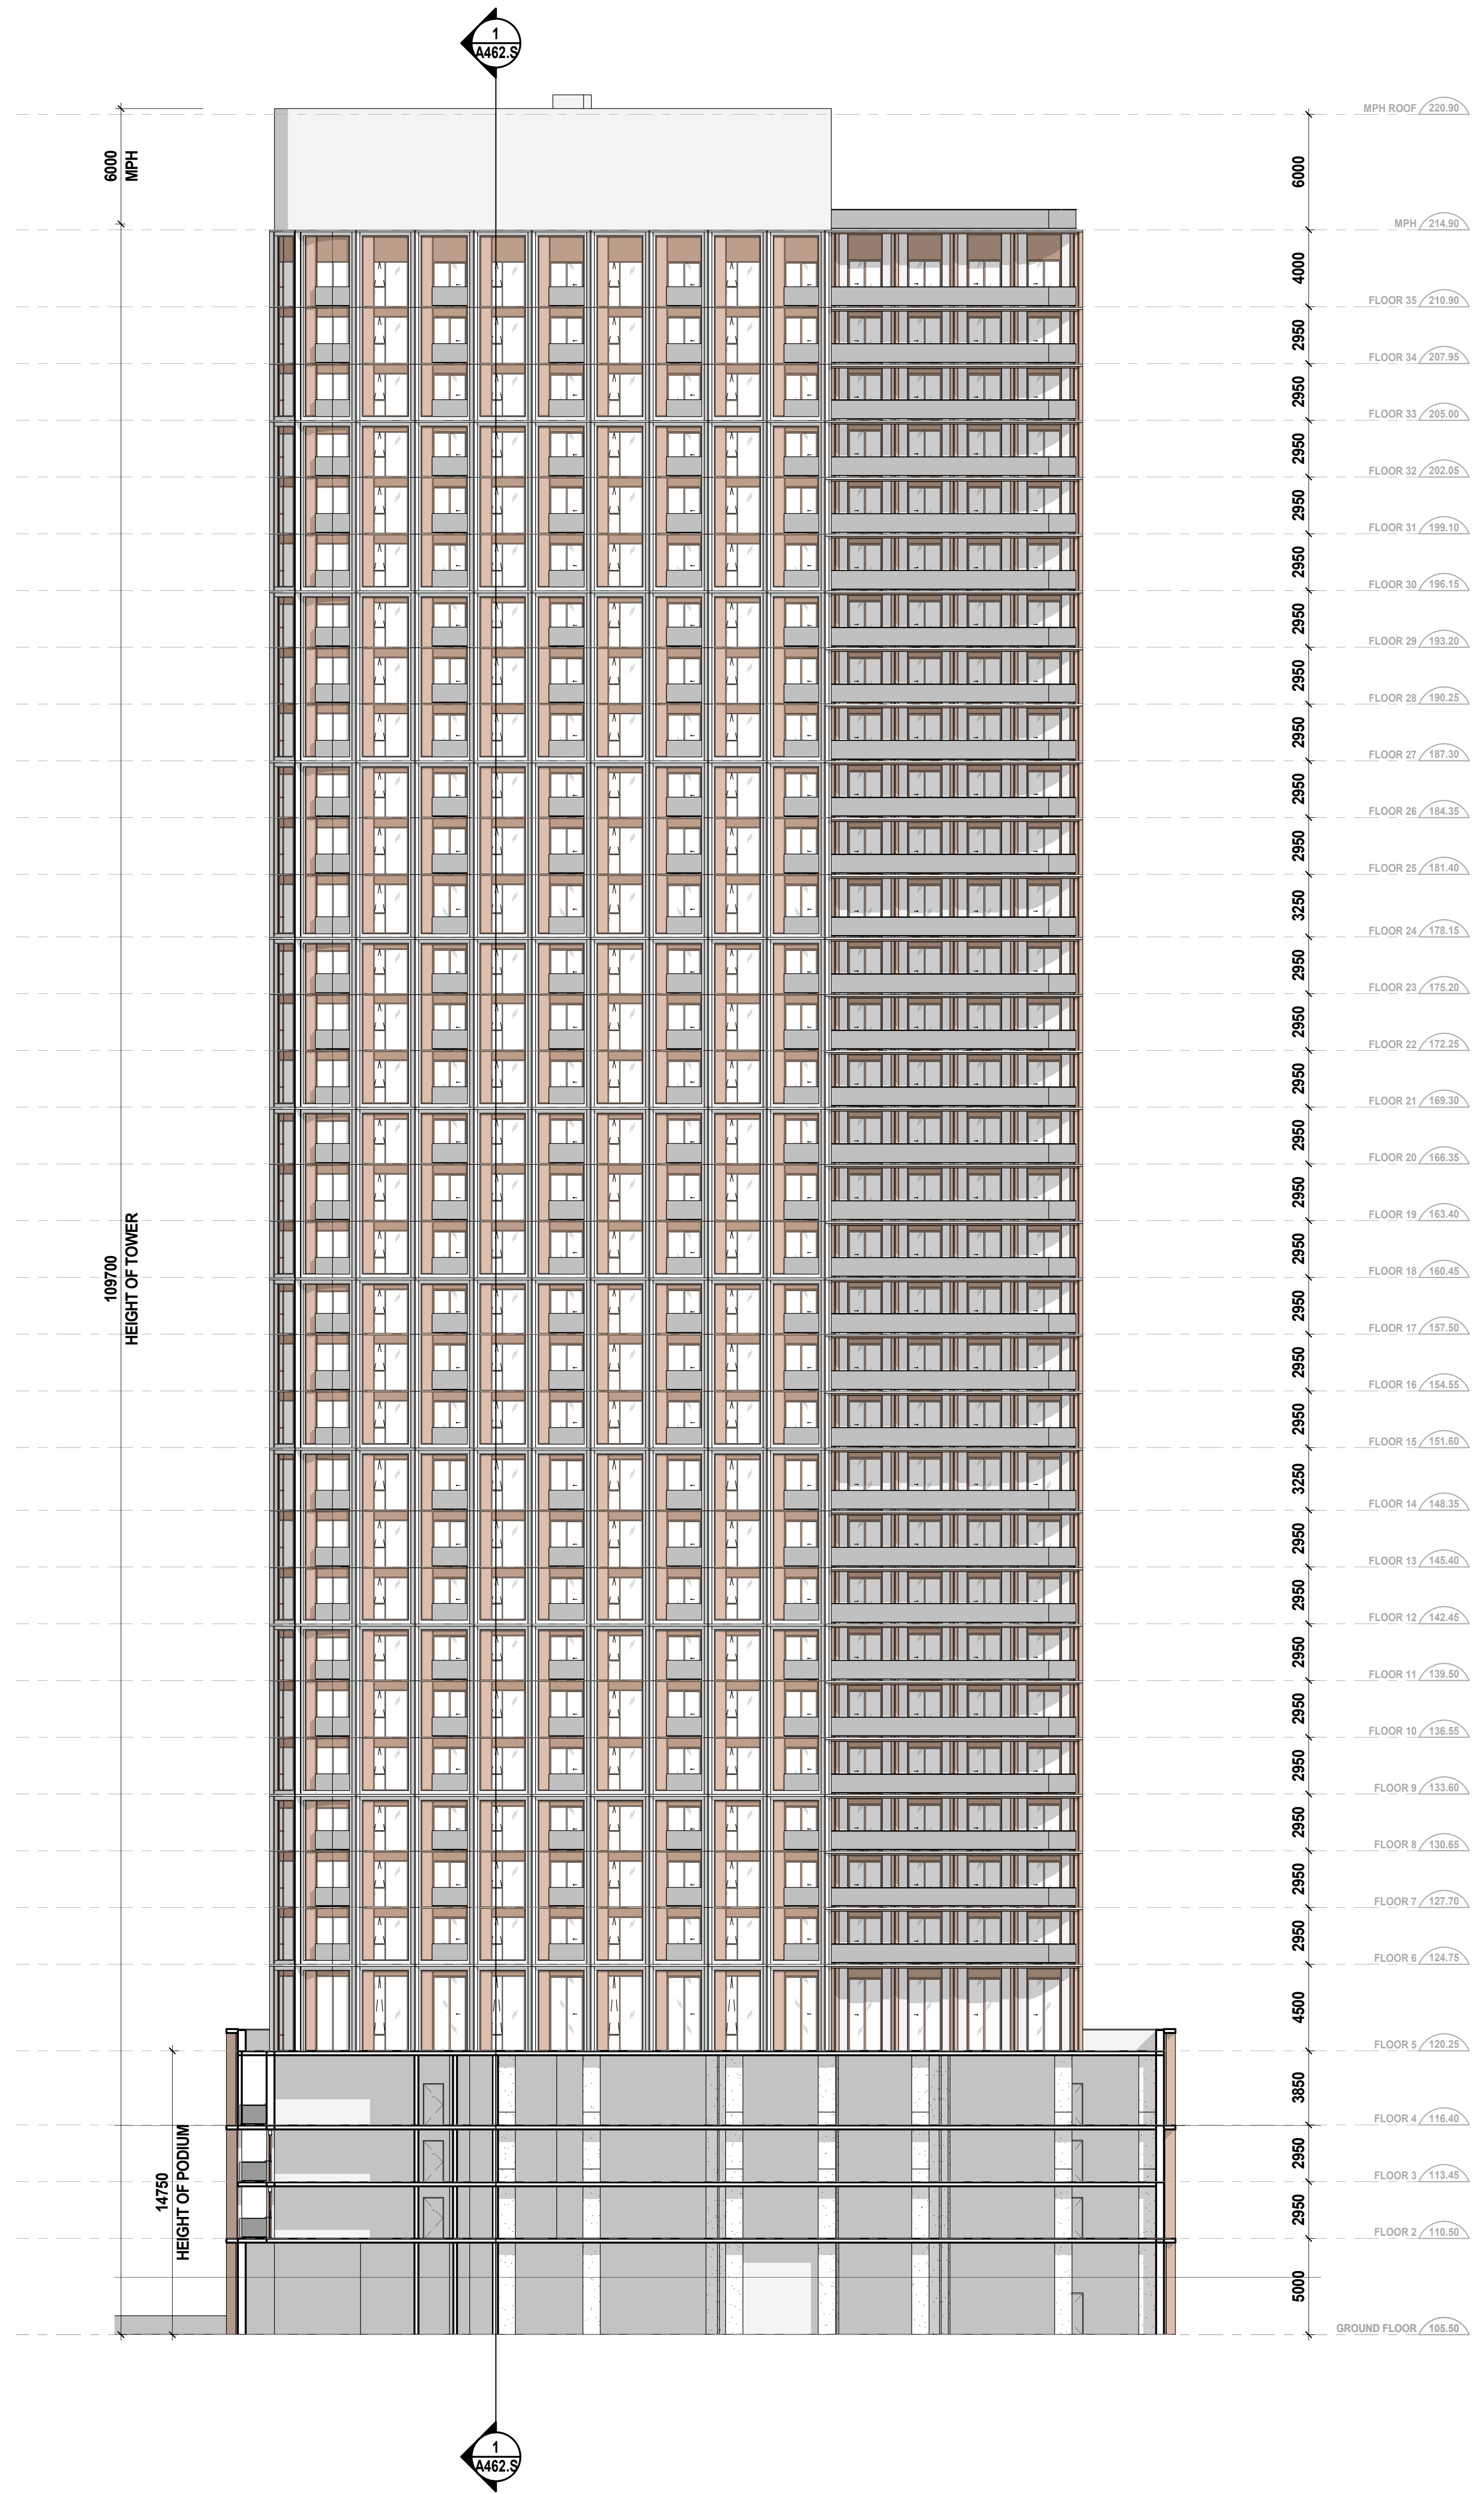 1
A462.S
MPH ROOF 220.90
6000
MPH
6000
MPH 214.90
4000
FLOOR 35 210.90
2950
FLOOR 34 207.95
2950
FLOOR 33 205.00
2950
FLOOR 32 202.05
2950
FLOOR 31 199.10
2950
FLOOR 30 196.15
2950
FLOOR 29 193.20
2950
FLOOR 28 190.25
2950
FLOOR 27 187.30
2950
FLOOR 26 184.35
2950
FLOOR 25 181.40
3250
FLOOR 24 178.15
2950
FLOOR 23 175.20
2950
FLOOR 22 172.25
2950
FLOOR 21 169.30
2950
FLOOR 20 166.35
2950
FLOOR 19 163.40
109700
HEIGHT OF TOWER
2950
FLOOR 18 160.45
2950
FLOOR 17 157.50
2950
FLOOR 16 154.55
2950
FLOOR 15 151.60
3250
FLOOR 14 148.35
2950
FLOOR 13 145.40
2950
FLOOR 12 142.45
2950
FLOOR 11 139.50
2950
FLOOR 10 136.55
2950
FLOOR 9 133.60
2950
FLOOR 8 130.65
2950
FLOOR 7 127.70
2950
FLOOR 6 124.75
4500
FLOOR 5 120.25
3850
FLOOR 4 116.40
2950
FLOOR 3 113.45
14750
HEIGHT OF PODIUM
2950
FLOOR 2 110.50
5000
GROUND FLOOR 105.50
1
A462.S